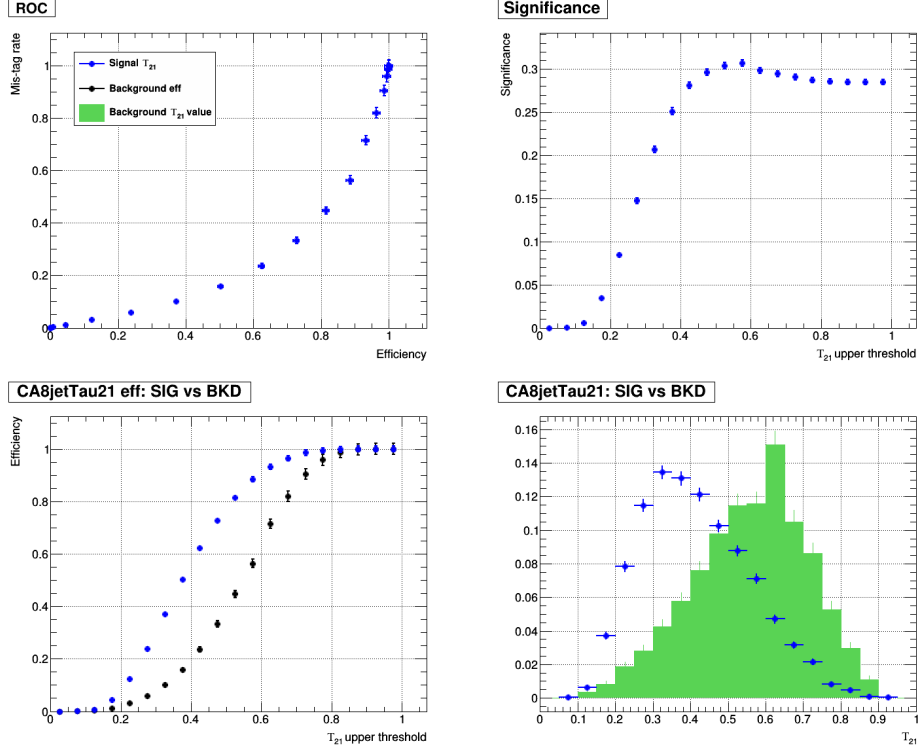 ROC
Mis-tag rate
1
0.8
0.6
0.4
0.2
0
Signal τ21
Background eff
Background τ21 value
0 0.2 0.4 0.6 0.8 1
Efficiency
Significance
Significance
0.3
0.25
0.2
0.15
0.1
0.05
0
0 0.2 0.4 0.6 0.8 1
τ21 upper threshold
CA8jetTau21 eff: SIG vs BKD
Efficiency
1
0.8
0.6
0.4
0.2
0
0 0.2 0.4 0.6 0.8 1
τ21 upper threshold
CA8jetTau21: SIG vs BKD
0.16
0.14
0.12
0.1
0.08
0.06
0.04
0.02
0
0 0.1 0.2 0.3 0.4 0.5 0.6 0.7 0.8 0.9 1
τ21